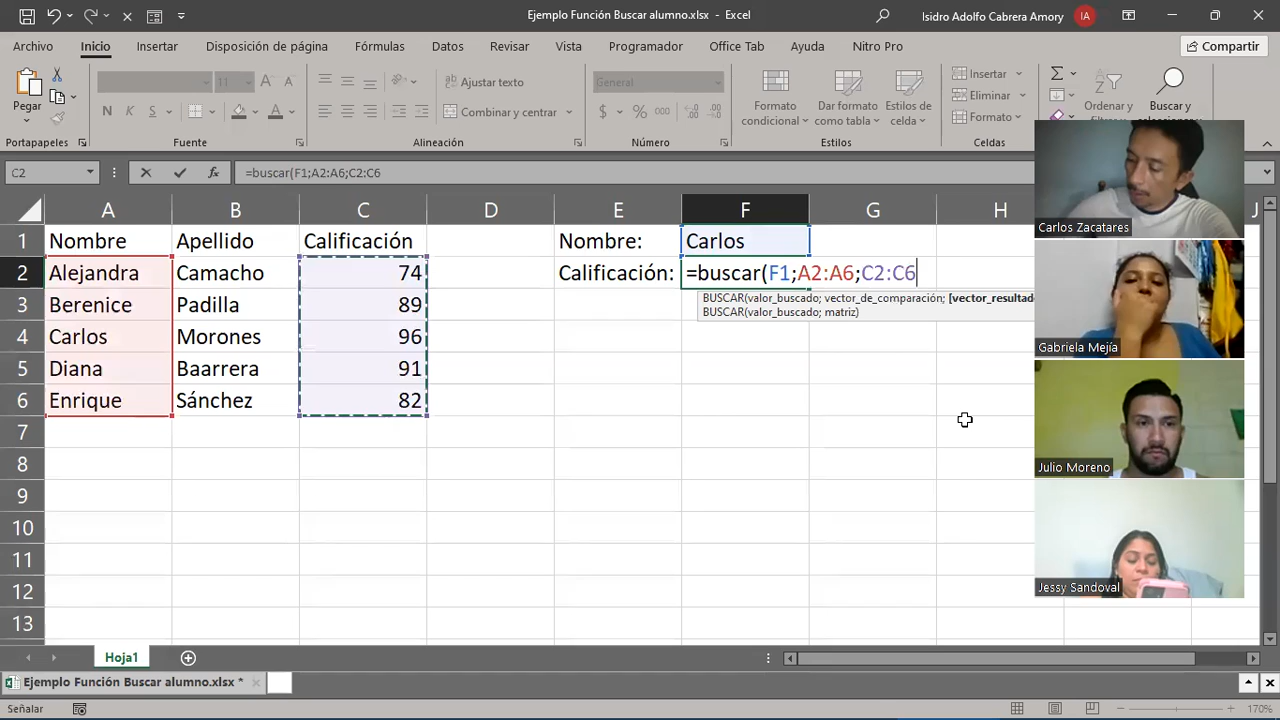 Ejemplo Función Buscar alumno.xlsx - Excel
Isidro Adolfo Cabrera Amory
IA
Archivo Inicio Insertar Disposición de página Fórmulas Datos Revisar Vista Programador Office Tab Ayuda Nitro Pro Compartir
Pegar
11
N K S
Ajustar texto
Combinar y centrar
General
$ % 000
Formato condicional
Dar formato como tabla
Estilos de celda
Insertar
Eliminar
Formato
Ordenar y
Buscar y
Portapapeles Fuente Alineación Número Estilos Celdas
C2 fx =buscar(F1;A2:A6;C2:C6
A B C D E F G H J
1 Nombre Apellido Calificación Nombre: Carlos
2 Alejandra Camacho 74 Calificación: =buscar(F1;A2:A6;C2:C6
BUSCAR(valor_buscado; vector_de_comparación; [vector_resultado
3 Berenice Padilla 89
BUSCAR(valor_buscado; matriz)
4 Carlos Morones 96
5 Diana Baarrera 91
6 Enrique Sánchez 82
7
8
9
10
11
12
13
Carlos Zacatares
Gabriela Mejía
Julio Moreno
Jessy Sandoval
Hoja1
Ejemplo Función Buscar alumno.xlsx *
Señalar
170%